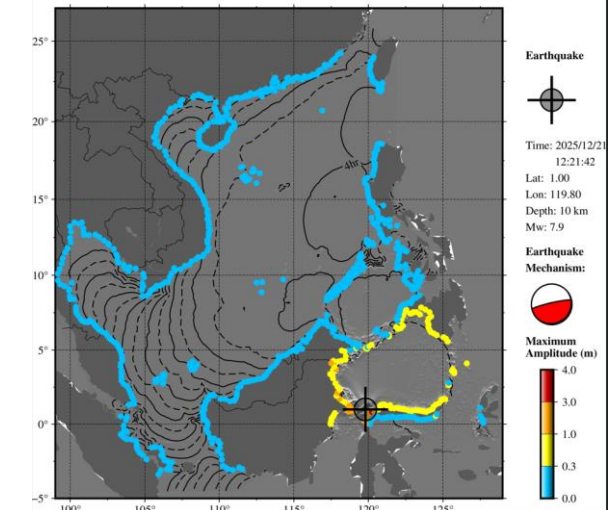 25°
20°
15°
10°
5°
0°
−5°
100°
105°
110°
115°
120°
125°
4hr
Earthquake
Time: 2025/12/21
12:21:42
Lat: 1.00
Lon: 119.80
Depth: 10 km
Mw: 7.9
Earthquake
Mechanism:
Maximum
Amplitude (m)
4.0
3.0
1.0
0.3
0.0